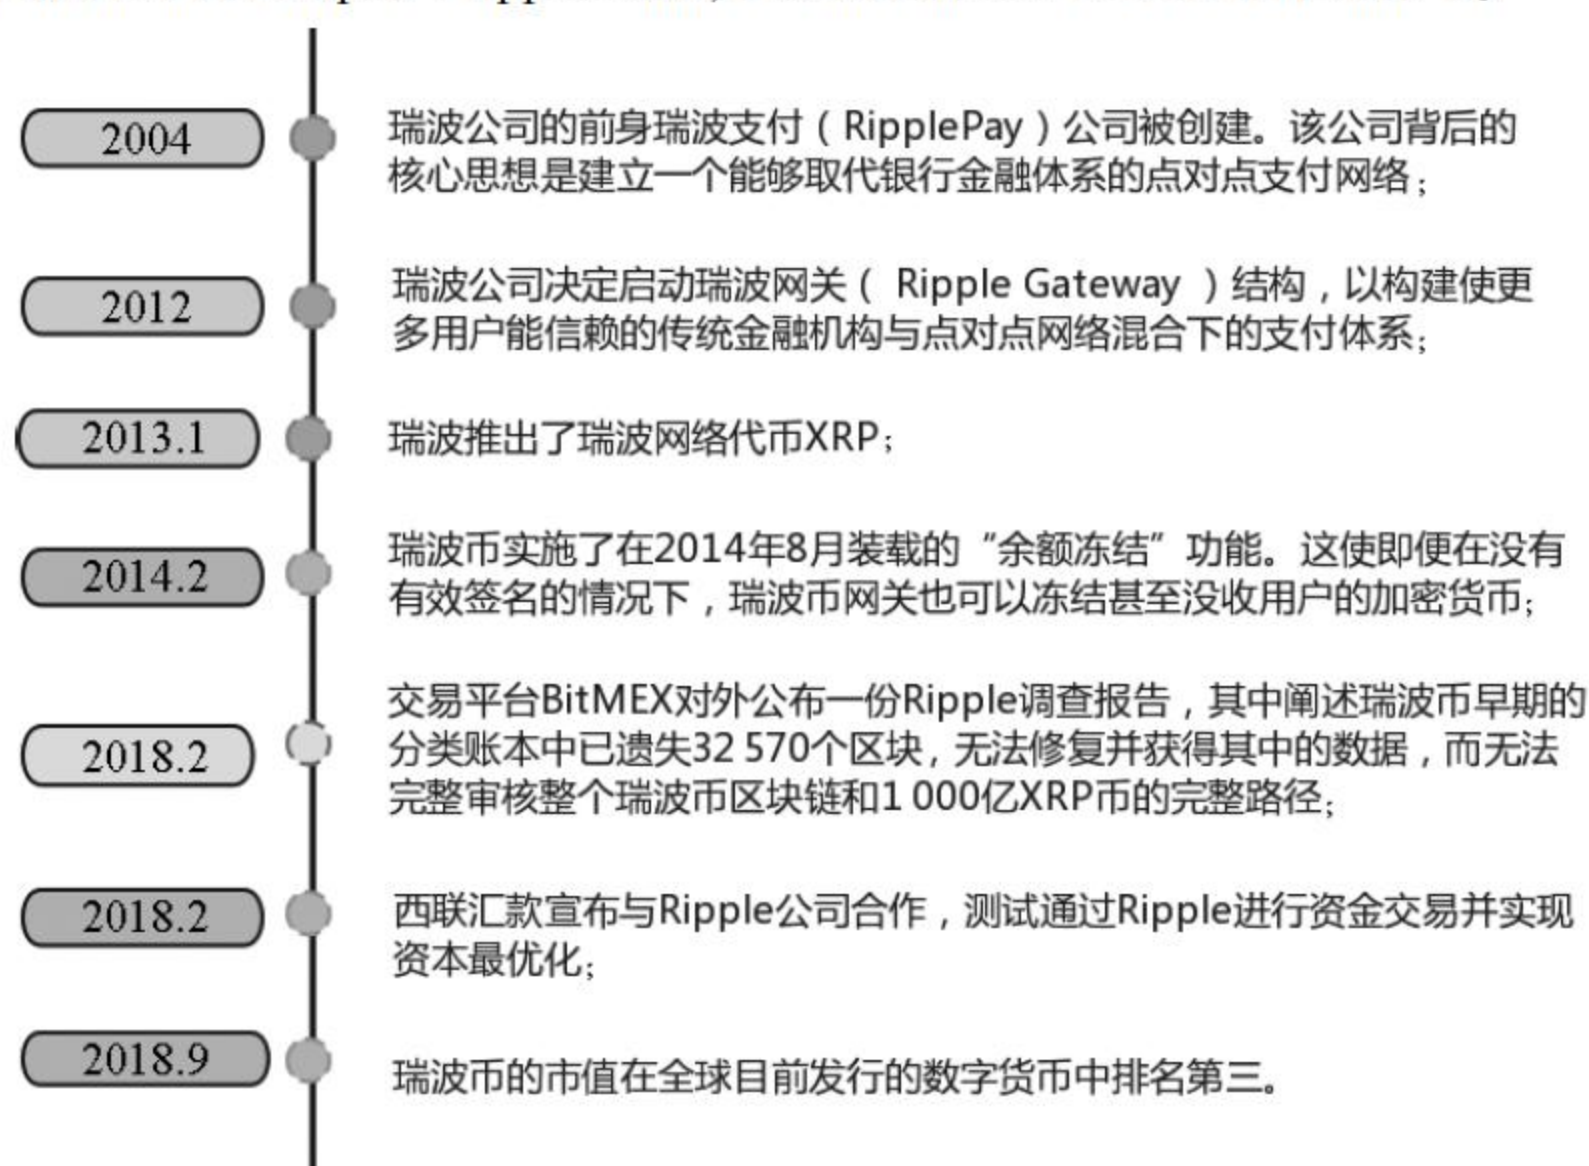 2004
瑞波公司的前身瑞波支付（RipplePay）公司被创建。该公司背后的
核心思想是建立一个能够取代银行金融体系的点对点支付网络；
2012
瑞波公司决定启动瑞波网关（ Ripple Gateway ）结构，以构建使更
多用户能信赖的传统金融机构与点对点网络混合下的支付体系；
2013.1
瑞波推出了瑞波网络代币XRP；
2014.2
瑞波币实施了在2014年8月装载的“余额冻结”功能。这使即便在没有
有效签名的情况下，瑞波币网关也可以冻结甚至没收用户的加密货币；
2018.2
交易平台BitMEX对外公布一份Ripple调查报告，其中阐述瑞波币早期的
分类账本中已遗失32 570个区块，无法修复并获得其中的数据，而无法
完整审核整个瑞波币区块链和1 000亿XRP币的完整路径；
2018.2
西联汇款宣布与Ripple公司合作，测试通过Ripple进行资金交易并实现
资本最优化；
2018.9
瑞波币的市值在全球目前发行的数字货币中排名第三。